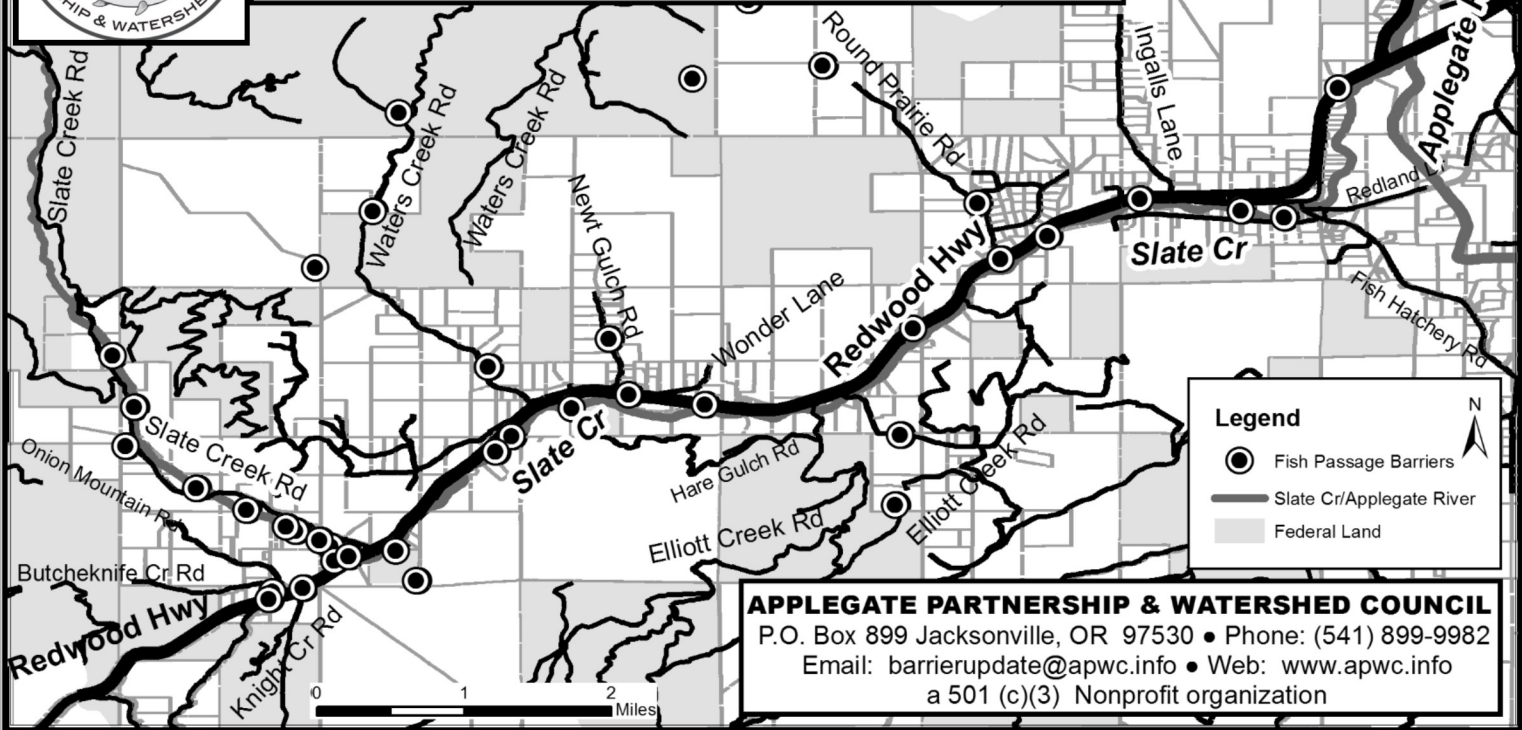 SHIP & WATERSHE
Slate Creek Rd
Waters Creek Rd
Waters Creek Rd
Newt Gulch Rd
Round Prairie Rd
Ingalls Lane
Applegate
Redland
Slate Cr
Fish Hatchery Rd
Redwood Hwy
Wonder Lane
Slate Cr
Slate Creek Rd
Onion Mountain Rd
Hare Gulch Rd
Elliott Creek Rd
Elliott Creek Rd
Butcheknife Cr Rd
Redwood Hwy
Knight Cr Rd
0 1 2
Miles
Legend
N
Fish Passage Barriers
Slate Cr/Applegate River
Federal Land
APPLEGATE PARTNERSHIP & WATERSHED COUNCIL
P.O. Box 899 Jacksonville, OR 97530 ● Phone: (541) 899-9982
Email: barrierupdate@apwc.info ● Web: www.apwc.info
a 501 (c)(3) Nonprofit organization